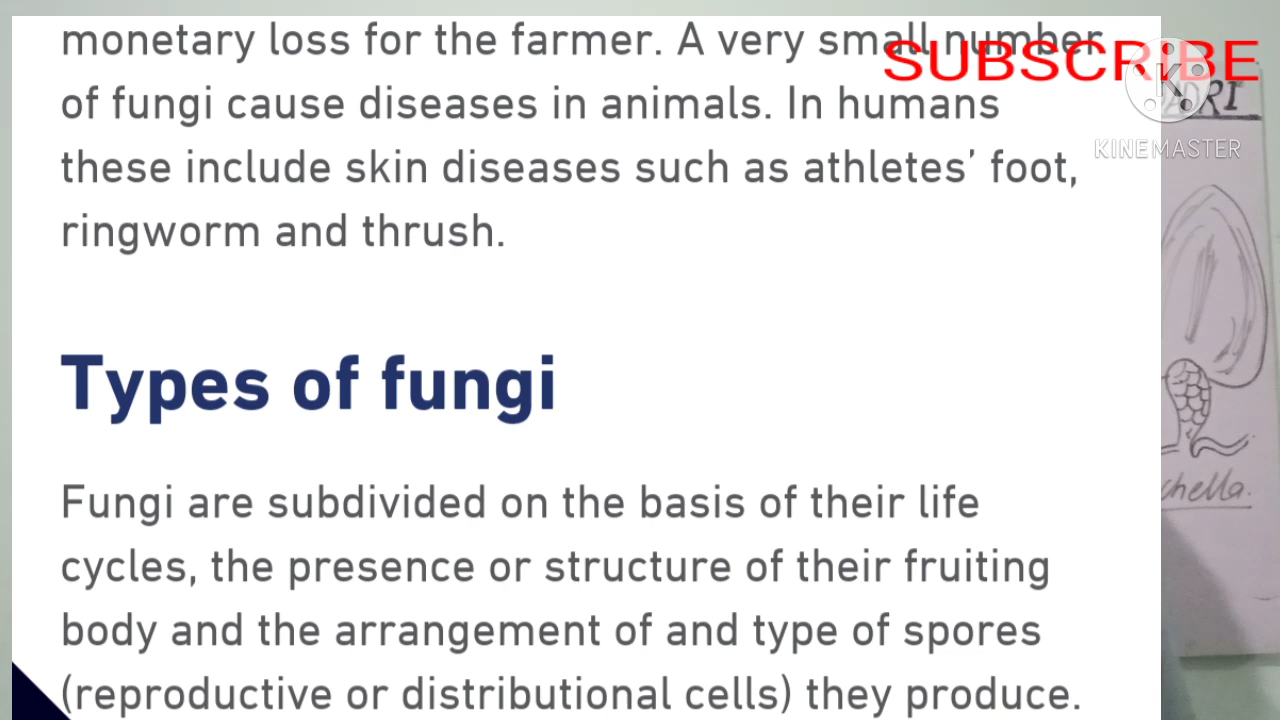 monetary loss for the farmer. A very small number
SUBSCRIBE
of fungi cause diseases in animals. In humans
KINEMASTER
these include skin diseases such as athletes’ foot,
ringworm and thrush.
Types of fungi
Fungi are subdivided on the basis of their life
chella.
cycles, the presence or structure of their fruiting
body and the arrangement of and type of spores
(reproductive or distributional cells) they produce.